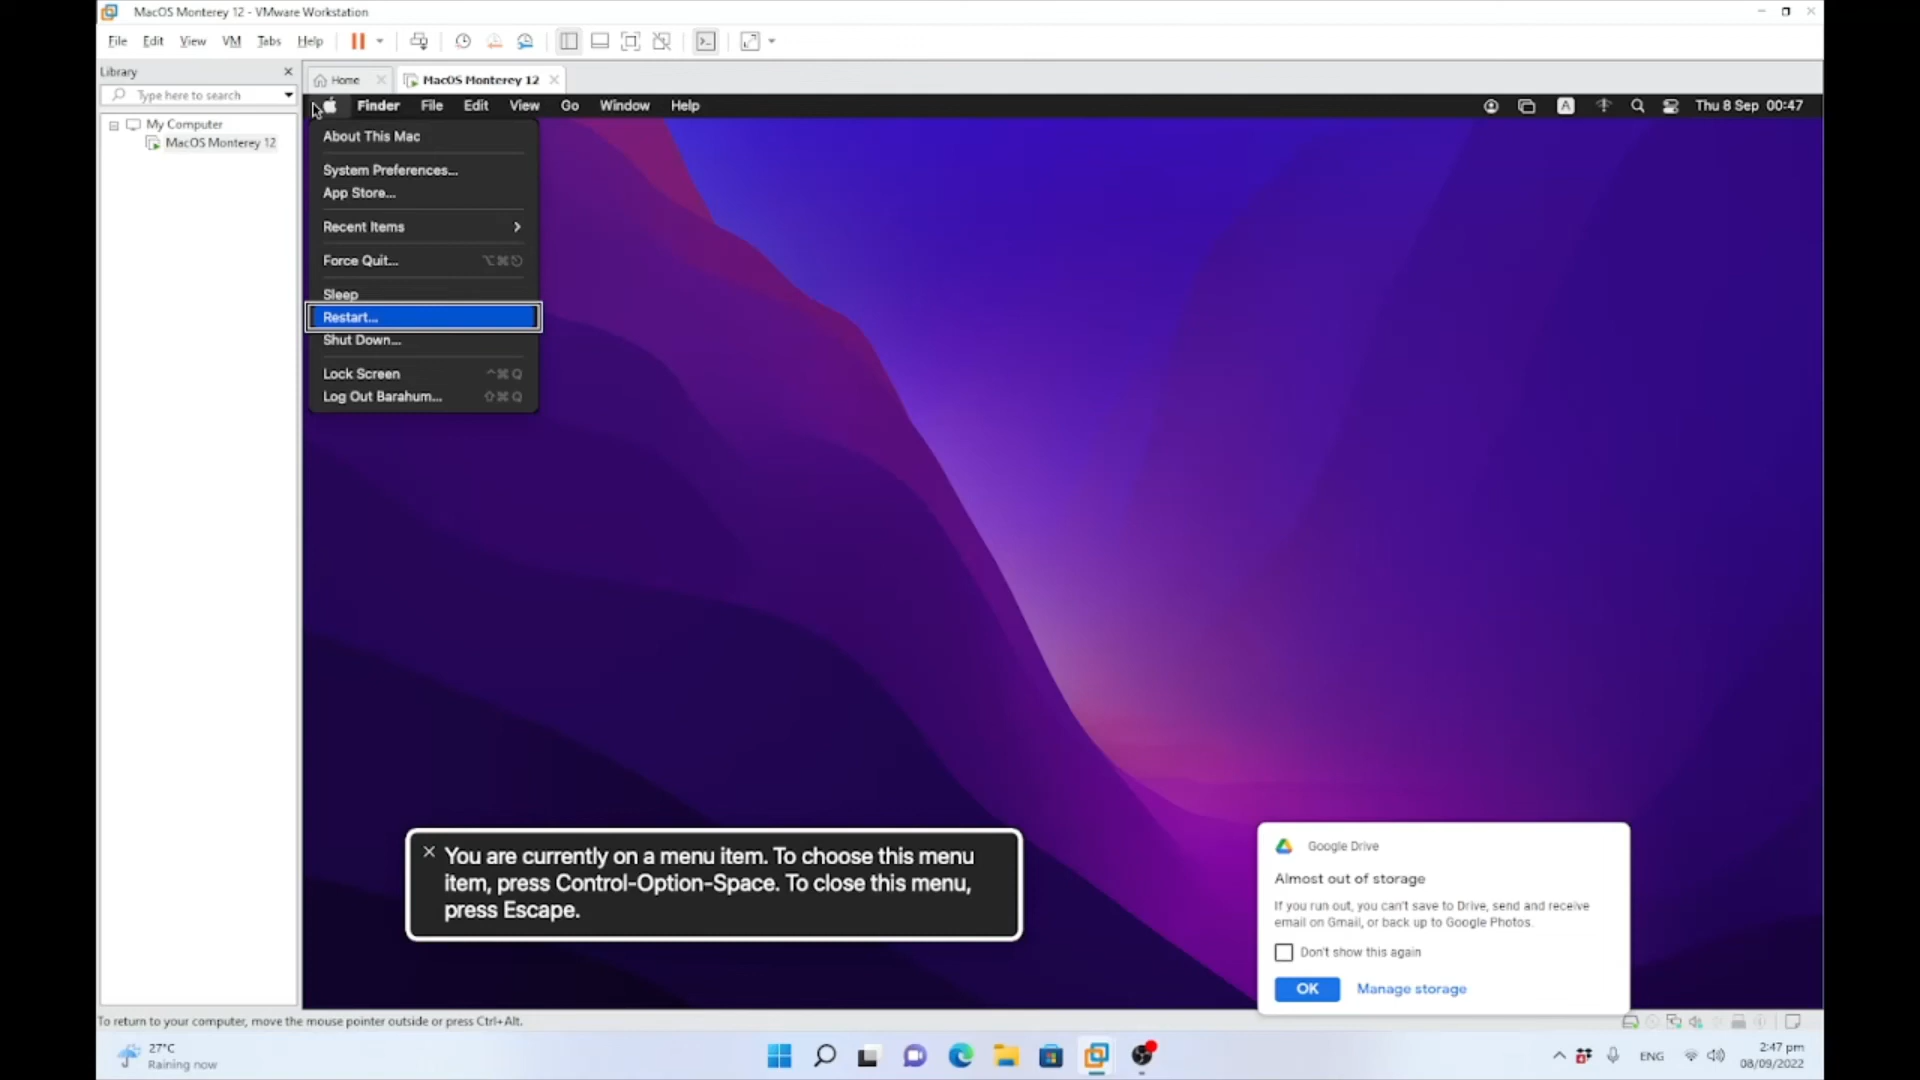 MacOS Monterey 12 - VMware Workstation
File Edit View VM Tabs Help
Library
Type here to search
My Computer
MacOS Monterey 12
Home
MacOS Monterey 12
Finder File Edit View Go Window Help
A
Thu 8 Sep 00:47
About This Mac
System Preferences...
App Store...
Recent Items
Force Quit... ⌥⌘⎋
Sleep
Restart...
Shut Down...
Lock Screen ^⌘Q
Log Out Barahum... ⇧⌘Q
You are currently on a menu item. To choose this menu
item, press Control-Option-Space. To close this menu,
press Escape.
Google Drive
Almost out of storage
If you run out, you can't save to Drive, send and receive
email on Gmail, or back up to Google Photos.
Don't show this again
OK Manage storage
To return to your computer, move the mouse pointer outside or press Ctrl+Alt.
27°C
Raining now
ENG
2:47 pm
08/09/2022